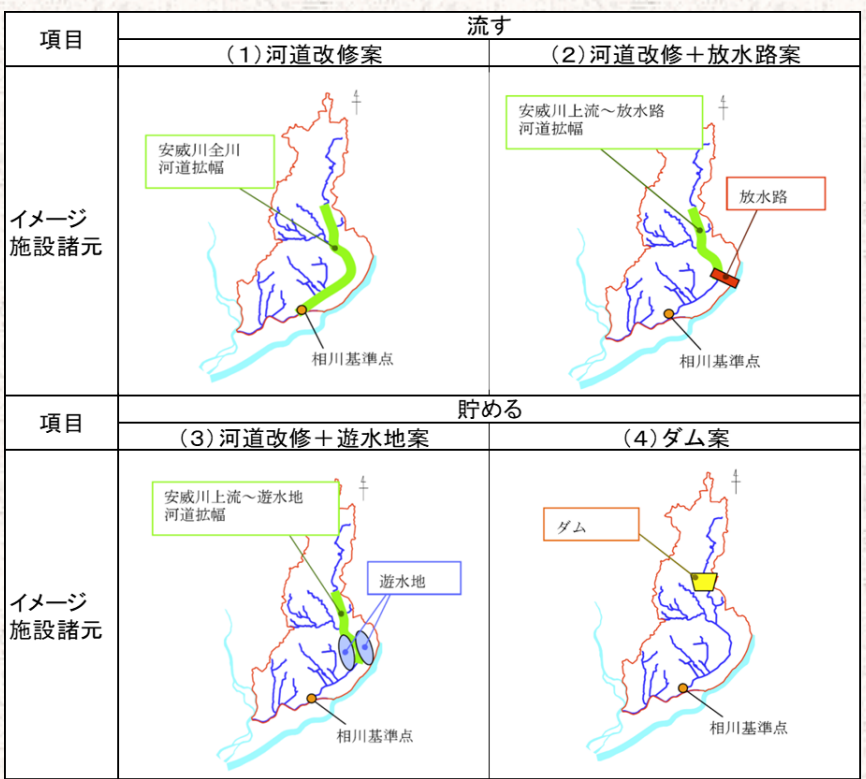 項目
流す
（１）河道改修案
（２）河道改修＋放水路案
イメージ
施設諸元
安威川全川
河道拡幅
相川基準点
安威川上流～放水路
河道拡幅
放水路
相川基準点
項目
貯める
（３）河道改修＋遊水地案
（４）ダム案
イメージ
施設諸元
安威川上流～遊水地
河道拡幅
遊水地
相川基準点
ダム
相川基準点